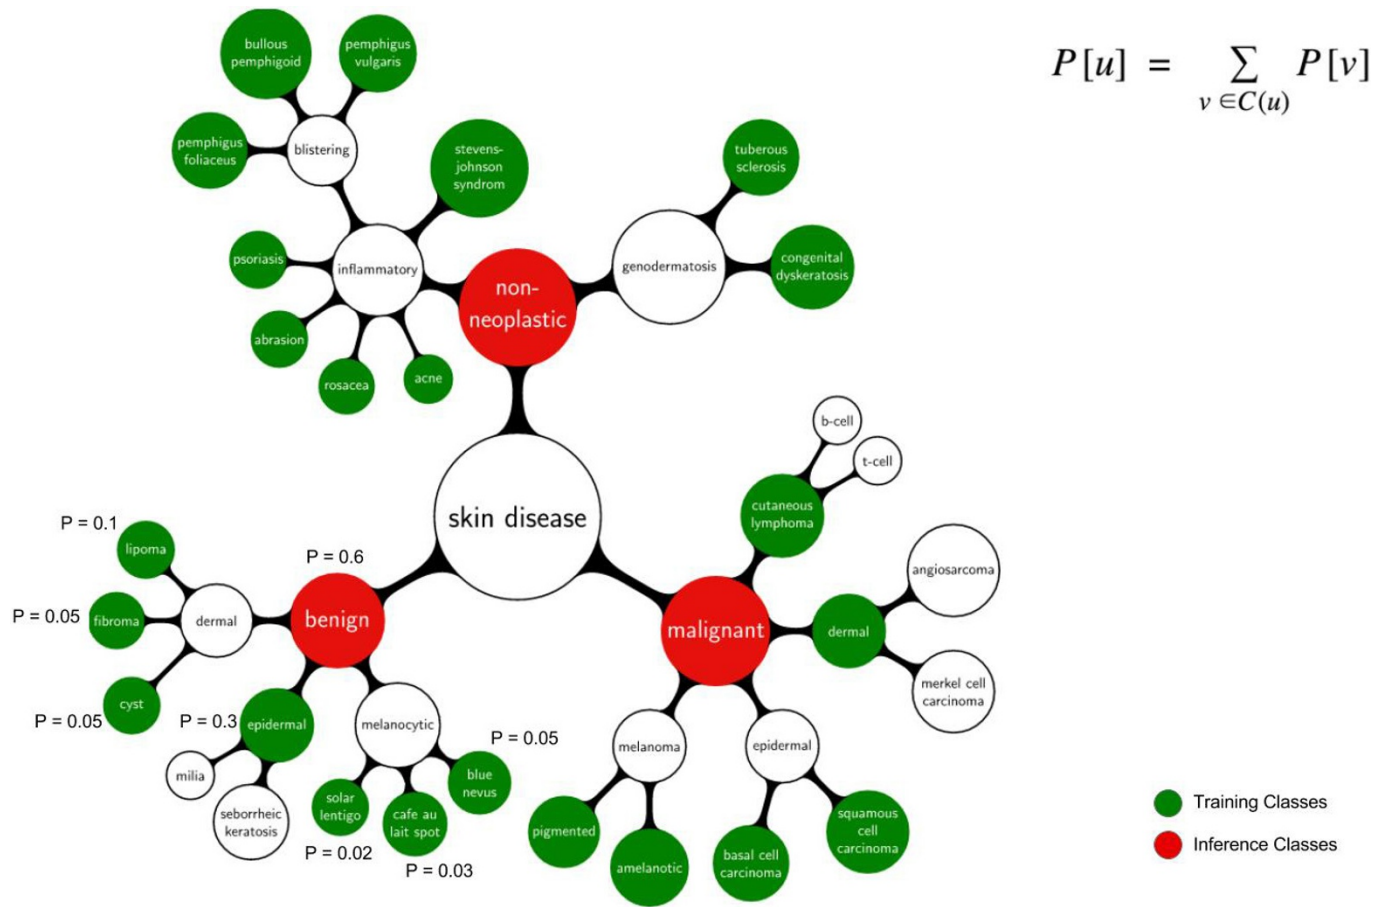 bullous
pemphigoid
pemphigus
vulgaris
P[u] = ∑ P[v]
v ∈C(u)
pemphigus
foliaceus
blistering
stevens-
johnson
syndrom
tuberous
sclerosis
psoriasis
inflammatory
non-
neoplastic
genodermatosis
congenital
dyskeratosis
abrasion
rosacea
acne
b-cell
t-cell
skin disease
cutaneous
lymphoma
P = 0.1
lipoma
P = 0.6
angiosarcoma
P = 0.05
fibroma
dermal
benign
malignant
dermal
cyst
P = 0.05
P = 0.3
epidermal
melanocytic
merkel cell
carcinoma
milia
P = 0.05
melanoma
epidermal
seborrheic
keratosis
solar
lentigo
cafe au
lait spot
blue
nevus
P = 0.02
P = 0.03
pigmented
amelanotic
basal cell
carcinoma
squamous
cell
carcinoma
Training Classes
Inference Classes